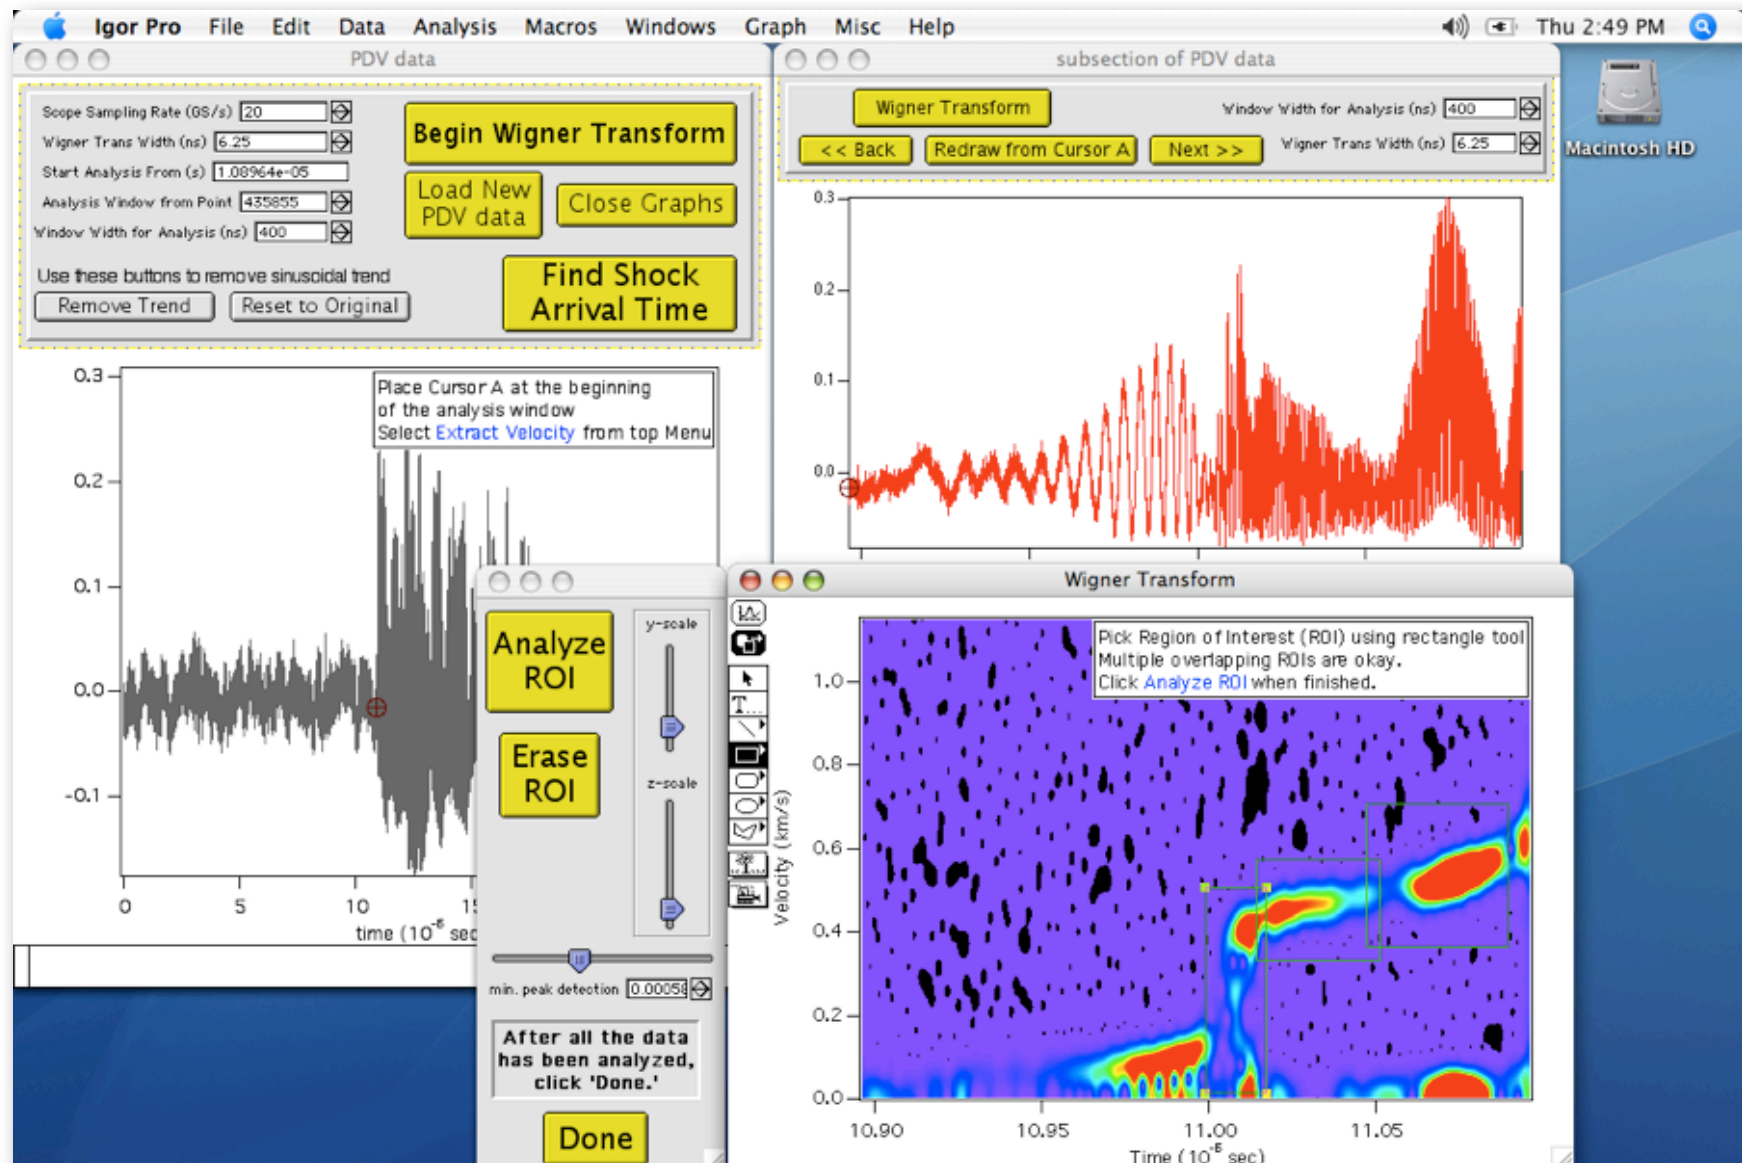 Igor Pro File Edit Data Analysis Macros Windows Graph Misc Help Thu 2:49 PM
PDV data
Scope Sampling Rate (GS/s) 20
Wigner Trans Width (ns) 6.25
Start Analysis From (s) 1.08964e-05
Analysis Window from Point 435855
Window Width for Analysis (ns) 400
Begin Wigner Transform
Load New
PDV data
Close Graphs
Use these buttons to remove sinusoidal trend
Remove Trend Reset to Original
Find Shock
Arrival Time
Place Cursor A at the beginning
of the analysis window
Select Extract Velocity from top Menu
0.3
0.2
0.1
0.0
-0.1
0 5 10 15
time (10^-6 sec
subsection of PDV data
Wigner Transform
Window Width for Analysis (ns) 400
<< Back Redraw from Cursor A Next >>
Wigner Trans Width (ns) 6.25
0.3
0.2
0.1
0.0
Macintosh HD
Analyze
ROI
Erase
ROI
y-scale
z-scale
min. peak detection 0.00058
After all the data
has been analyzed,
click 'Done.'
Done
Wigner Transform
T...
Pick Region of Interest (ROI) using rectangle tool
Multiple overlapping ROIs are okay.
Click Analyze ROI when finished.
Velocity (km/s)
1.0
0.8
0.6
0.4
0.2
0.0
10.90 10.95 11.00 11.05
Time (10^-6 sec)